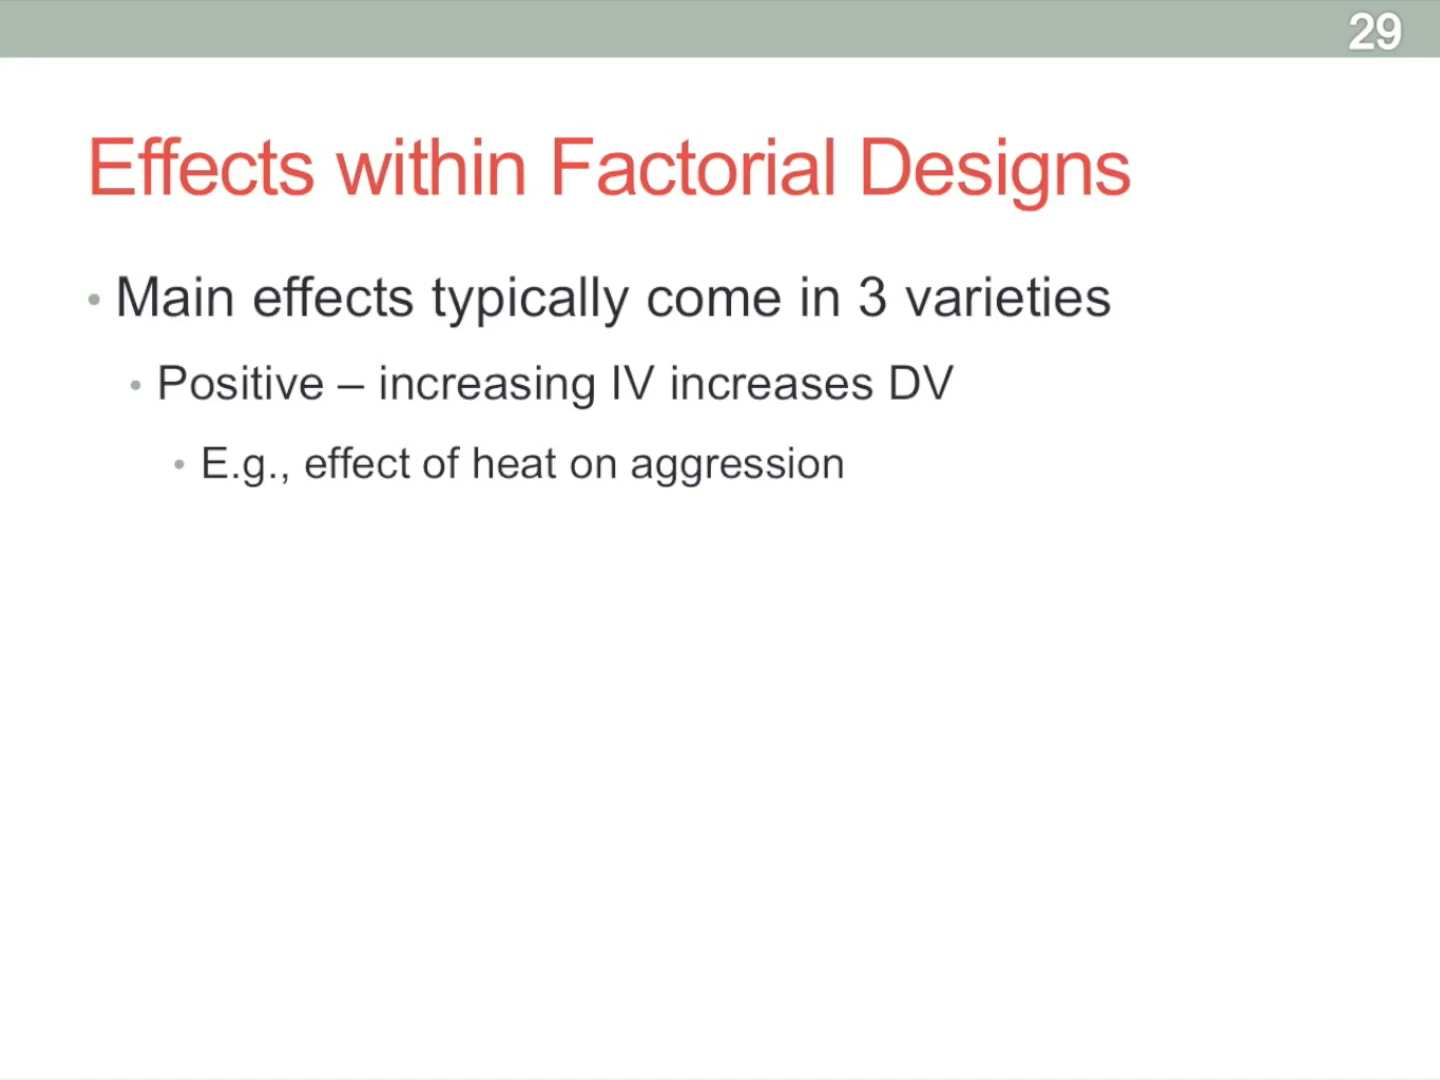 29
Effects within Factorial Designs
• Main effects typically come in 3 varieties
• Positive – increasing IV increases DV
• E.g., effect of heat on aggression